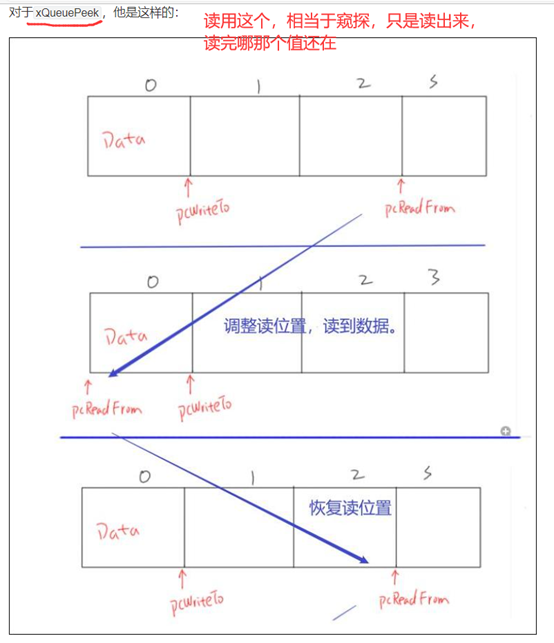 对于 xQueuePeek，他是这样的：
读用这个，相当于窥探，只是读出来，
读完哪那个值还在
0 1 2 3
Data
pcWriteTo pcReadFrom
0 1 2 3
Data 调整读位置，读到数据。
pcReadFrom pcWriteTo
0 1 2 3
Data 恢复读位置
pcWriteTo pcReadFrom